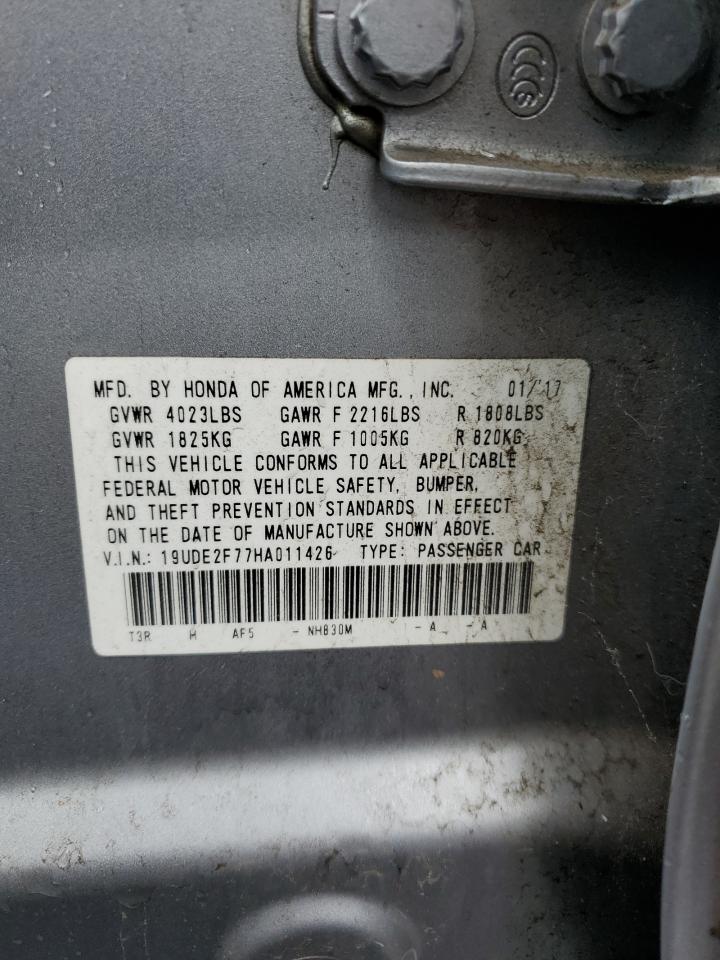 MFD. BY HONDA OF AMERICA MFG., INC. 01/'17
GVWR 4023LBS GAWR F 2216LBS R 1808LBS
GVWR 1825KG GAWR F 1005KG R 820KG
THIS VEHICLE CONFORMS TO ALL APPLICABLE
FEDERAL MOTOR VEHICLE SAFETY, BUMPER,
AND THEFT PREVENTION STANDARDS IN EFFECT
ON THE DATE OF MANUFACTURE SHOWN ABOVE.
V.I.N.: 19UDE2F77HA011426 TYPE: PASSENGER CAR
T3R H AF5 - NH830M - A - A